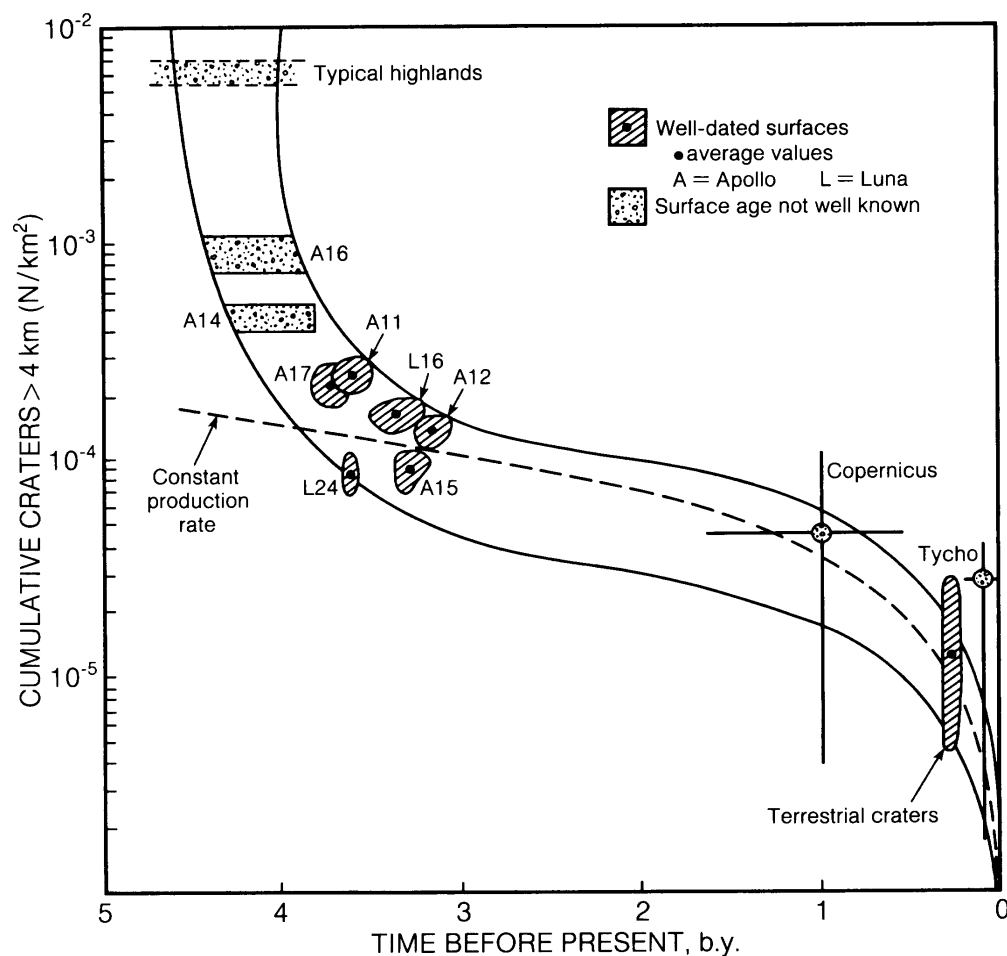 CUMULATIVE CRATERS > 4 km (N/km²)
10⁻²
10⁻³
10⁻⁴
10⁻⁵
Typical highlands
Well-dated surfaces
• average values
A = Apollo L = Luna
Surface age not well known
A16
A14
A11
A17
L16
A12
Constant
production
rate
L24
A15
Copernicus
Tycho
Terrestrial craters
5 4 3 2 1 0
TIME BEFORE PRESENT, b.y.